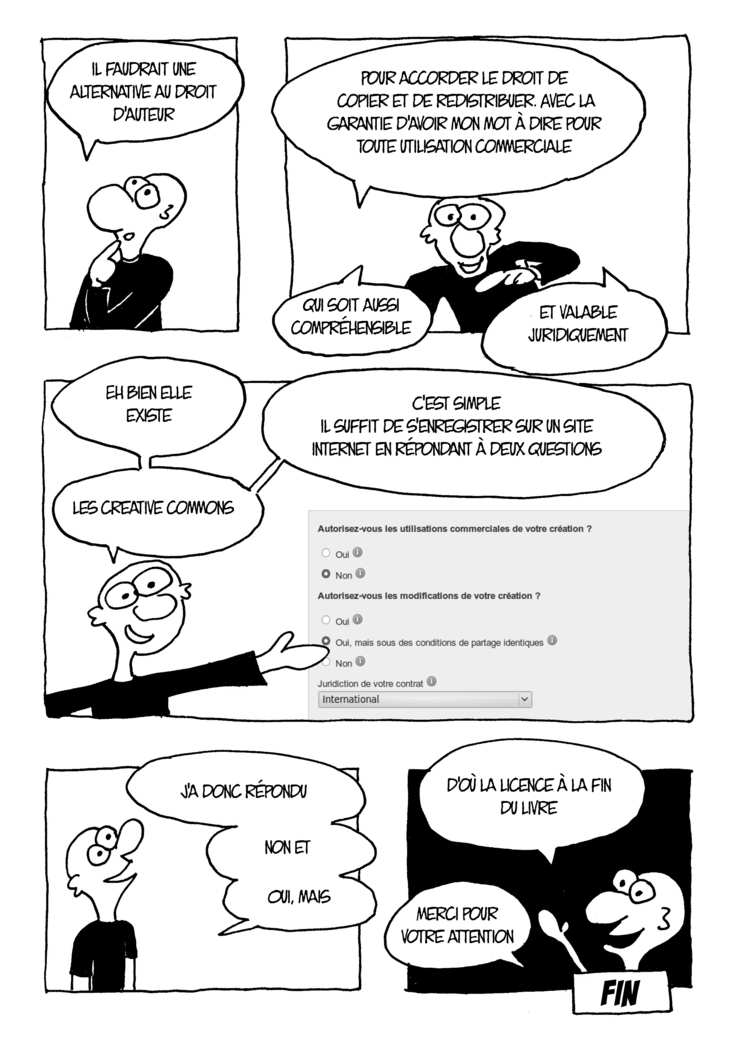 IL FAUDRAIT UNE
ALTERNATIVE AU DROIT
D'AUTEUR
POUR ACCORDER LE DROIT DE
COPIER ET DE REDISTRIBUER. AVEC LA
GARANTIE D'AVOIR MON MOT À DIRE POUR
TOUTE UTILISATION COMMERCIALE
QUI SOIT AUSSI
COMPRÉHENSIBLE
ET VALABLE
JURIDIQUEMENT
EH BIEN ELLE
EXISTE
LES CREATIVE COMMONS
C'EST SIMPLE
IL SUFFIT DE S'ENREGISTRER SUR UN SITE
INTERNET EN RÉPONDANT À DEUX QUESTIONS
Autorisez-vous les utilisations commerciales de votre création ?
Oui
Non
Autorisez-vous les modifications de votre création ?
Oui
Oui, mais sous des conditions de partage identiques
Non
Juridiction de votre contrat
International
J'A DONC RÉPONDU
NON ET
OUI, MAIS
D'OÙ LA LICENCE À LA FIN
DU LIVRE
MERCI POUR
VOTRE ATTENTION
FIN